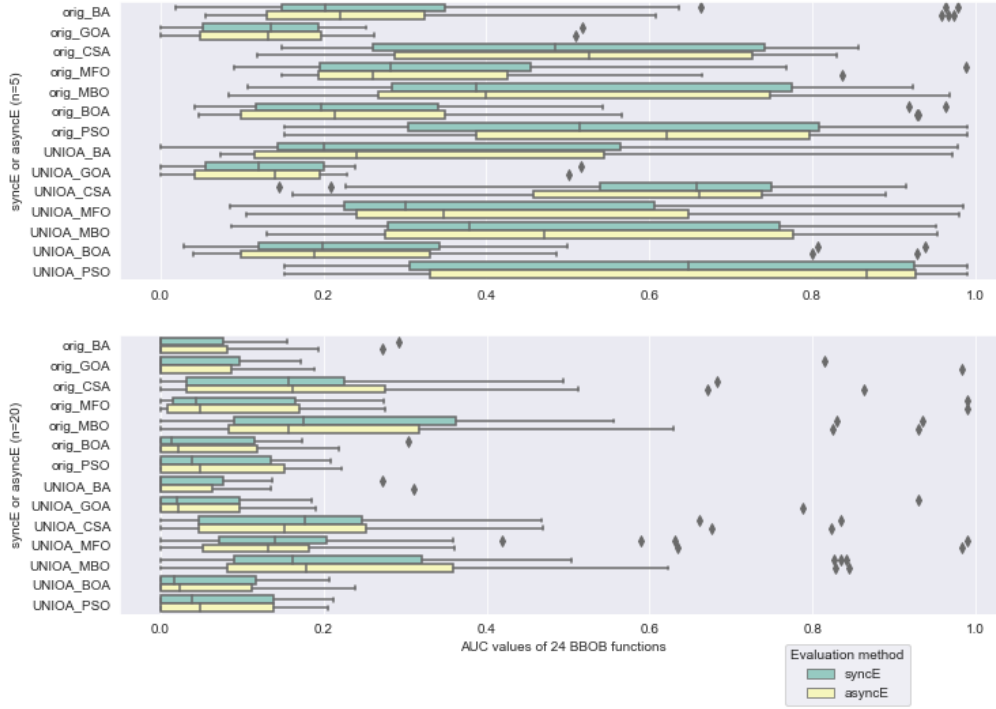 syncE or asyncE (n=5)
orig_BA
orig_GOA
orig_CSA
orig_MFO
orig_MBO
orig_BOA
orig_PSO
UNIOA_BA
UNIOA_GOA
UNIOA_CSA
UNIOA_MFO
UNIOA_MBO
UNIOA_BOA
UNIOA_PSO
0.0 0.2 0.4 0.6 0.8 1.0
syncE or asyncE (n=20)
orig_BA
orig_GOA
orig_CSA
orig_MFO
orig_MBO
orig_BOA
orig_PSO
UNIOA_BA
UNIOA_GOA
UNIOA_CSA
UNIOA_MFO
UNIOA_MBO
UNIOA_BOA
UNIOA_PSO
0.0 0.2 0.4 0.6 0.8 1.0
AUC values of 24 BBOB functions
Evaluation method
syncE
asyncE